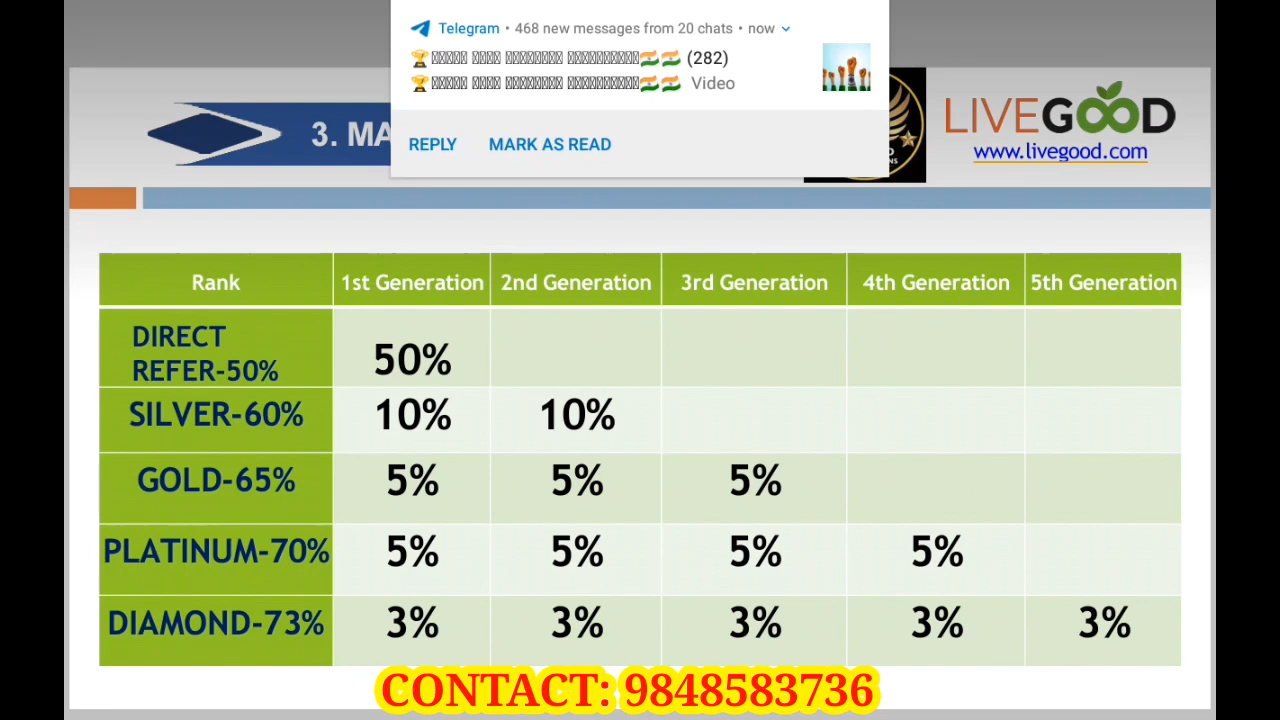 Telegram • 468 new messages from 20 chats • now
(282)
Video
REPLY MARK AS READ
3. MA
LIVEGOOD
www.livegood.com
Rank 1st Generation 2nd Generation 3rd Generation 4th Generation 5th Generation
DIRECT
REFER-50% 50%
SILVER-60% 10% 10%
GOLD-65% 5% 5% 5%
PLATINUM-70% 5% 5% 5% 5%
DIAMOND-73% 3% 3% 3% 3% 3%
CONTACT: 9848583736